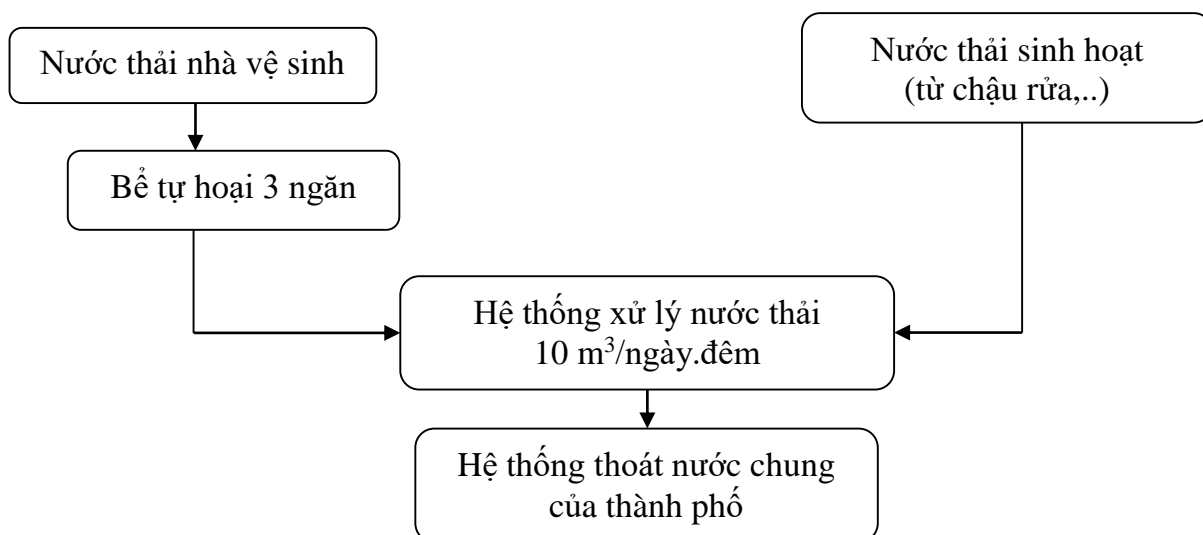 Nước thải nhà vệ sinh
Nước thải sinh hoạt
(từ chậu rửa,..)
Bể tự hoại 3 ngăn
Hệ thống xử lý nước thải
10 m³/ngày.đêm
Hệ thống thoát nước chung
của thành phố